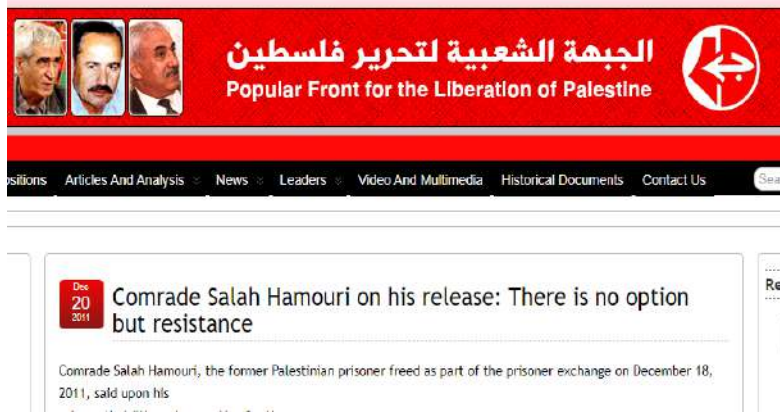 الجبهة الشعبية لتحرير فلسطين
Popular Front for the Liberation of Palestine
Articles And Analysis News Leaders Video And Multimedia Historical Documents Contact Us
Dec
20
2011
Comrade Salah Hamouri on his release: There is no option
but resistance
Comrade Salah Hamouri, the former Palestinian prisoner freed as part of the prisoner exchange on December 18,
2011, said upon his